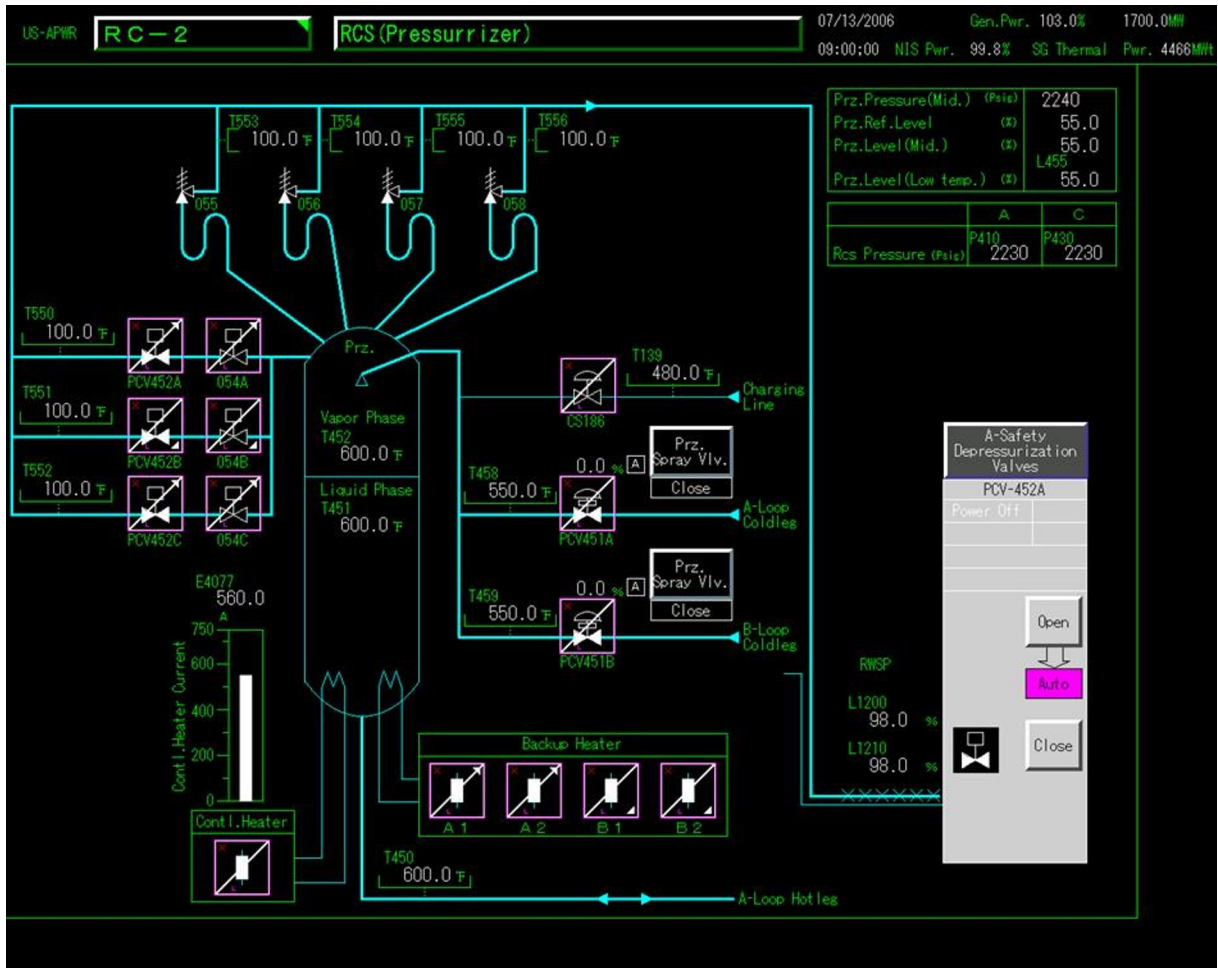 US-APWR
RC-2
RCS(Pressurrizer)
07/13/2006 Gen.Pwr. 103.0% 1700.0MW
09:00;00 NIS Pwr. 99.8% SG Thermal Pwr. 4466MWt
Prz.Pressure(Mid.) (Psig) 2240
Prz.Ref.Level (%) 55.0
Prz.Level(Mid.) (%) 55.0
L455
Prz.Level(Low temp.) (%) 55.0
A C
P410 P430
Rcs Pressure (Psig) 2230 2230
T553 T554 T555 T556
100.0 ℉ 100.0 ℉ 100.0 ℉ 100.0 ℉
055 056 057 058
T550
100.0 ℉
PCV452A 054A
T551
100.0 ℉
PCV452B 054B
T552
100.0 ℉
PCV452C 054C
Prz.
Vapor Phase
T452
600.0 ℉
Liquid Phase
T451
600.0 ℉
T139
480.0 ℉
Charging
Line
CS186
Prz.
Spray Vlv.
Close
0.0 % A
T458
550.0 ℉
A-Loop
Coldleg
PCV451A
Prz.
Spray Vlv.
Close
0.0 % A
T459
550.0 ℉
B-Loop
Coldleg
PCV451B
E4077
560.0
A
750
600
400
200
0
Contl.Heater Current
Contl.Heater
Backup Heater
A1 A2 B1 B2
T450
600.0 ℉
A-Loop Hotleg
RWSP
L1200
98.0 %
L1210
98.0 %
A-Safety
Depressurization
Valves
PCV-452A
Power Off
Open
Auto
Close